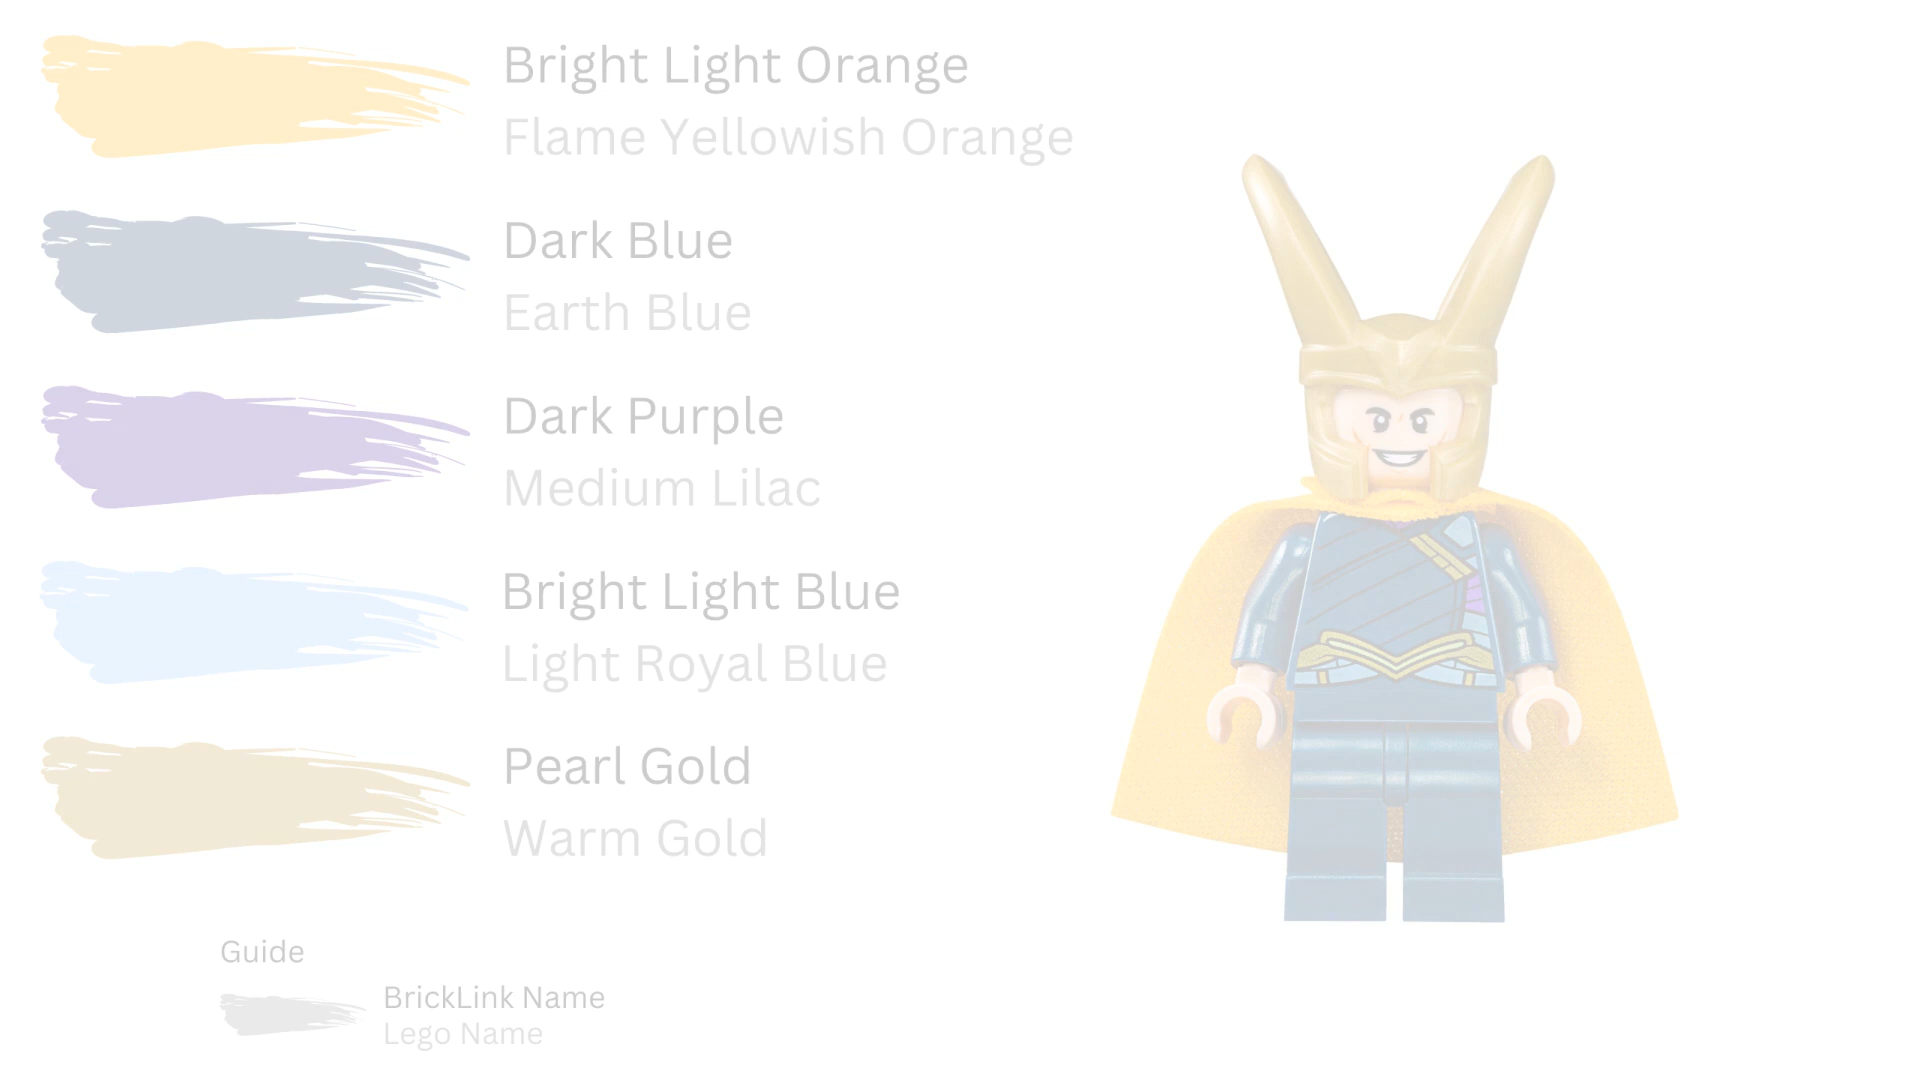 Bright Light Orange
Flame Yellowish Orange
Dark Blue
Earth Blue
Dark Purple
Medium Lilac
Bright Light Blue
Light Royal Blue
Pearl Gold
Warm Gold
Guide
BrickLink Name
Lego Name